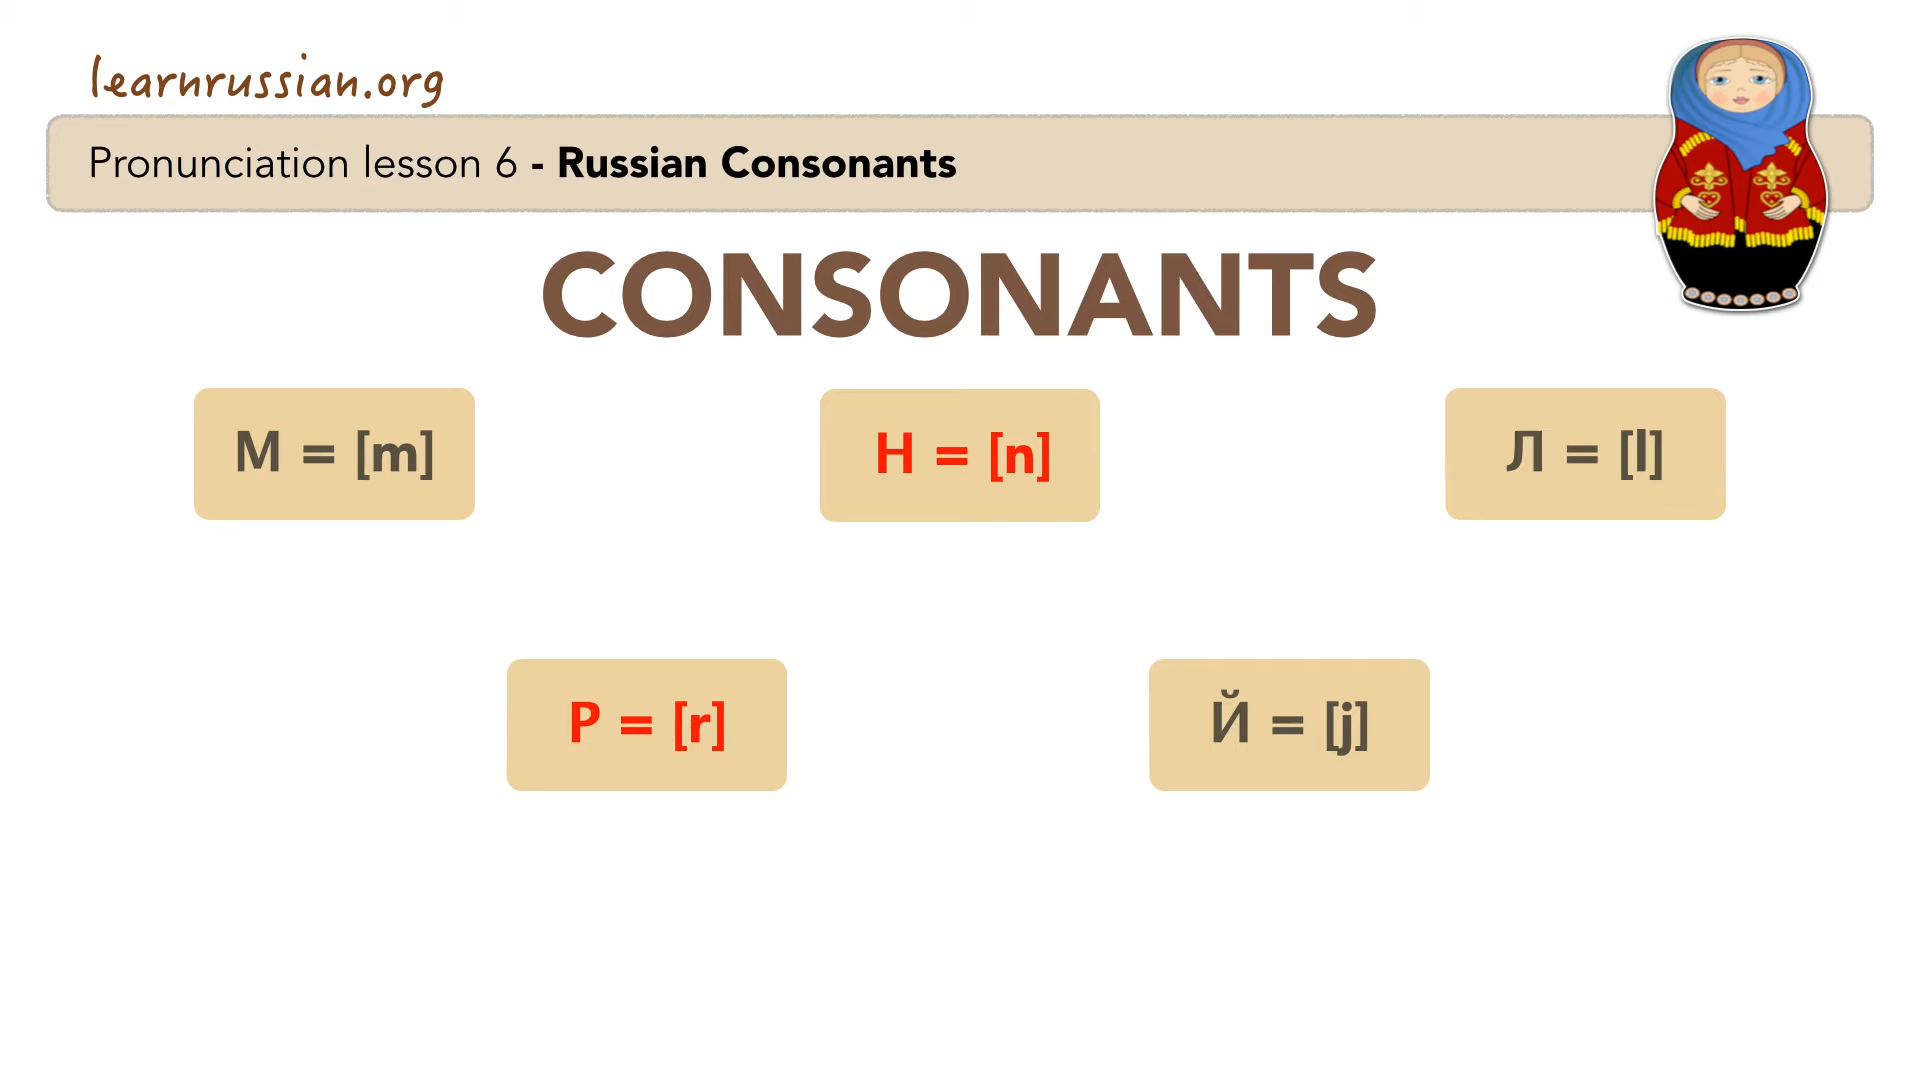 learnrussian.org
Pronunciation lesson 6 - Russian Consonants
CONSONANTS
М = [m]
Н = [n]
Л = [l]
Р = [r]
Й = [j]